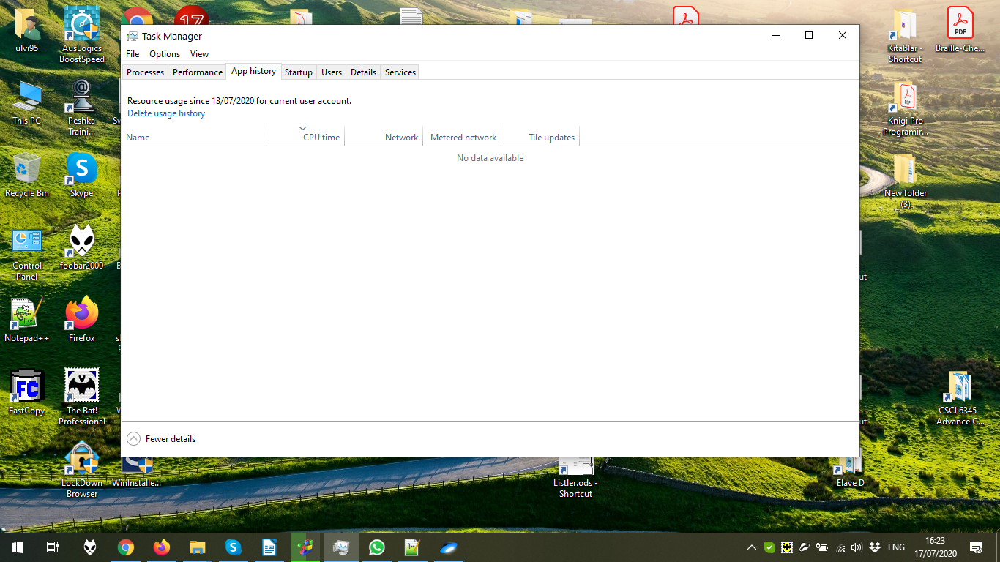 17
ulvi95
AusLogics
BoostSpeed
This PC
Peshka
Traini...
Recycle Bin
Skype
Control
Panel
foobar2000
Notepad++
Firefox
FC
FastCopy
The Bat!
Professional
LockDown
Browser
WinInstalle...
Task Manager
File Options View
Processes Performance App history Startup Users Details Services
Resource usage since 13/07/2020 for current user account.
Delete usage history
Name CPU time Network Metered network Tile updates
No data available
Fewer details
Kitablar -
Shortcut
PDF
Braille-Che...
PDF
Knigi Pro
Programir...
New folder
(3)
CSCI 6345 -
Advance C...
Listler.ods -
Shortcut
Elave D
ENG
16:23
17/07/2020